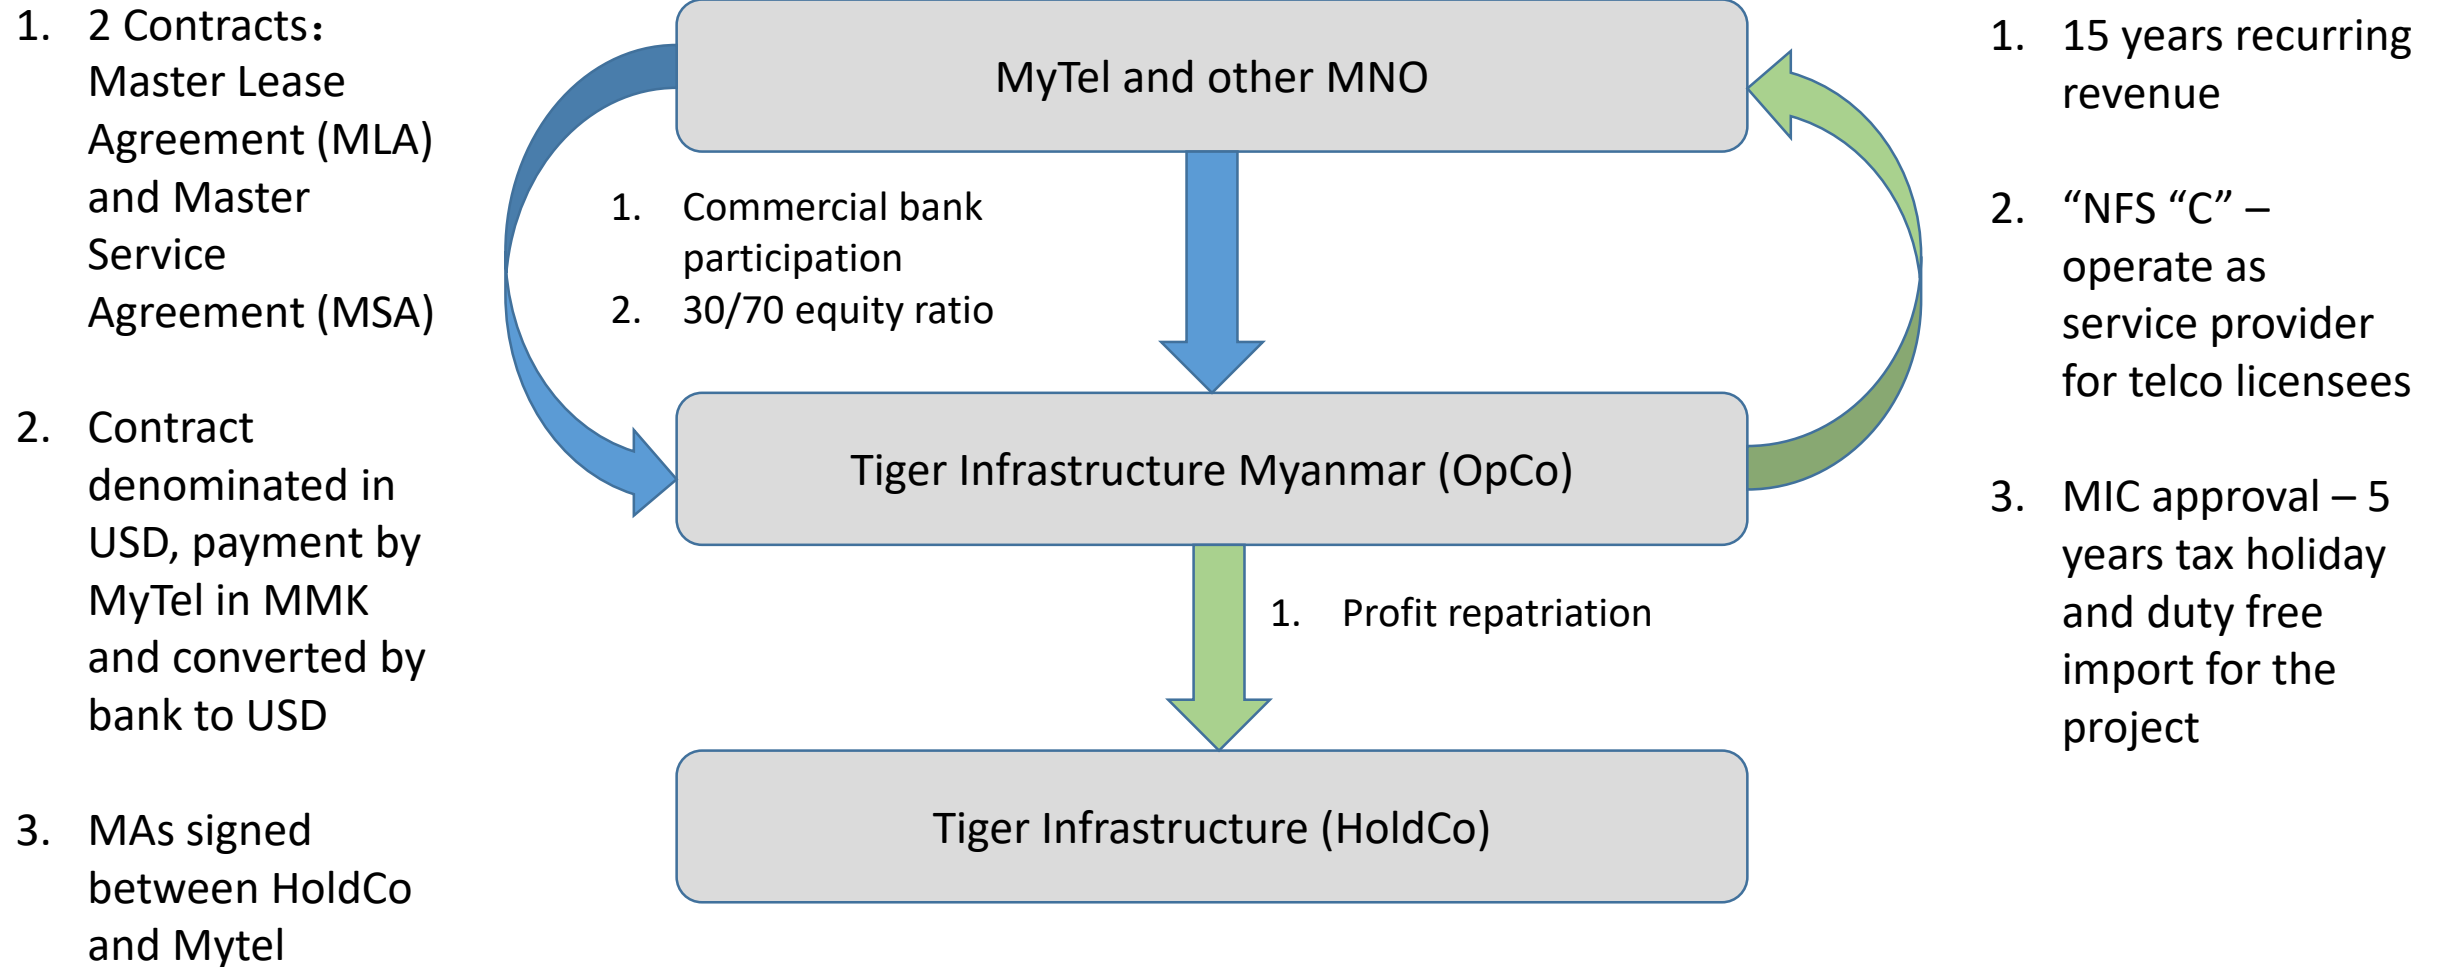 1. 2 Contracts：
Master Lease
Agreement (MLA)
and Master
Service
Agreement (MSA)
2. Contract
denominated in
USD, payment by
MyTel in MMK
and converted by
bank to USD
3. MAs signed
between HoldCo
and Mytel
MyTel and other MNO
1. Commercial bank
participation
2. 30/70 equity ratio
Tiger Infrastructure Myanmar (OpCo)
1. Profit repatriation
Tiger Infrastructure (HoldCo)
1. 15 years recurring
revenue
2. “NFS “C” –
operate as
service provider
for telco licensees
3. MIC approval – 5
years tax holiday
and duty free
import for the
project